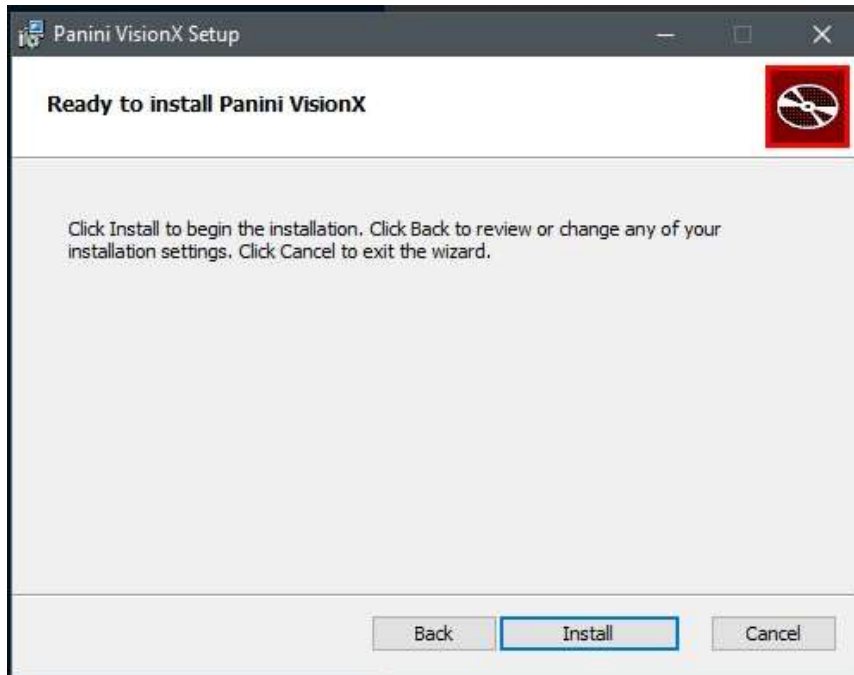 Panini VisionX Setup
Ready to install Panini VisionX
Click Install to begin the installation. Click Back to review or change any of your
installation settings. Click Cancel to exit the wizard.
Back
Install
Cancel